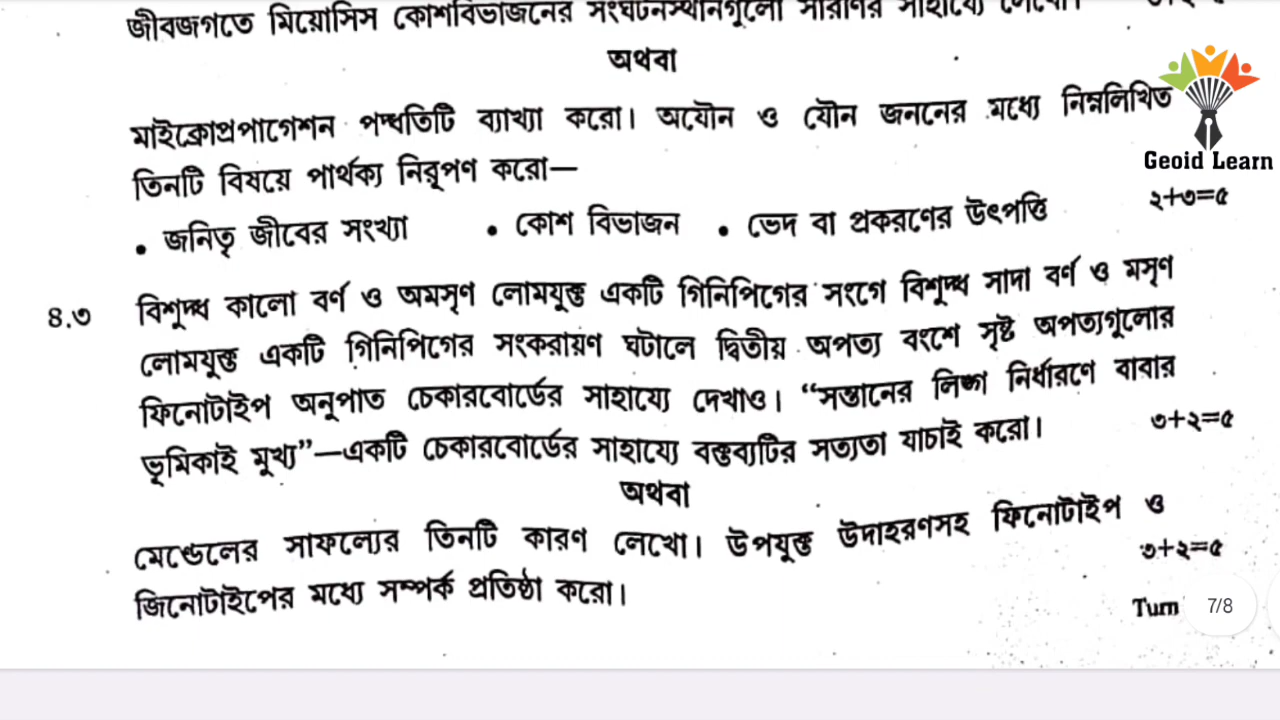 জীবজগতে মিয়োসিস কোশবিভাজনের সংঘটনস্থানগুলো সারণির সাহায্যে লেখো।
অথবা
মাইক্রোপ্রপাগেশন পদ্ধতিটি ব্যাখ্যা করো। অযৌন ও যৌন জননের মধ্যে নিম্নলিখিত
তিনটি বিষয়ে পার্থক্য নিরূপণ করো—
২+৩=৫
• জনিতৃ জীবের সংখ্যা • কোশ বিভাজন • ভেদ বা প্রকরণের উৎপত্তি
৪.৩ বিশুদ্ধ কালো বর্ণ ও অমসৃণ লোমযুক্ত একটি গিনিপিগের সংগে বিশুদ্ধ সাদা বর্ণ ও মসৃণ
লোমযুক্ত একটি গিনিপিগের সংকরায়ণ ঘটালে দ্বিতীয় অপত্য বংশে সৃষ্ট অপত্যগুলোর
ফিনোটাইপ অনুপাত চেকারবোর্ডের সাহায্যে দেখাও। “সন্তানের লিঙ্গ নির্ধারণে বাবার
ভূমিকাই মুখ্য”—একটি চেকারবোর্ডের সাহায্যে বক্তব্যটির সত্যতা যাচাই করো। ৩+২=৫
অথবা
মেণ্ডেলের সাফল্যের তিনটি কারণ লেখো। উপযুক্ত উদাহরণসহ ফিনোটাইপ ও
জিনোটাইপের মধ্যে সম্পর্ক প্রতিষ্ঠা করো। ৩+২=৫
Turn
7/8
Geoid Learn